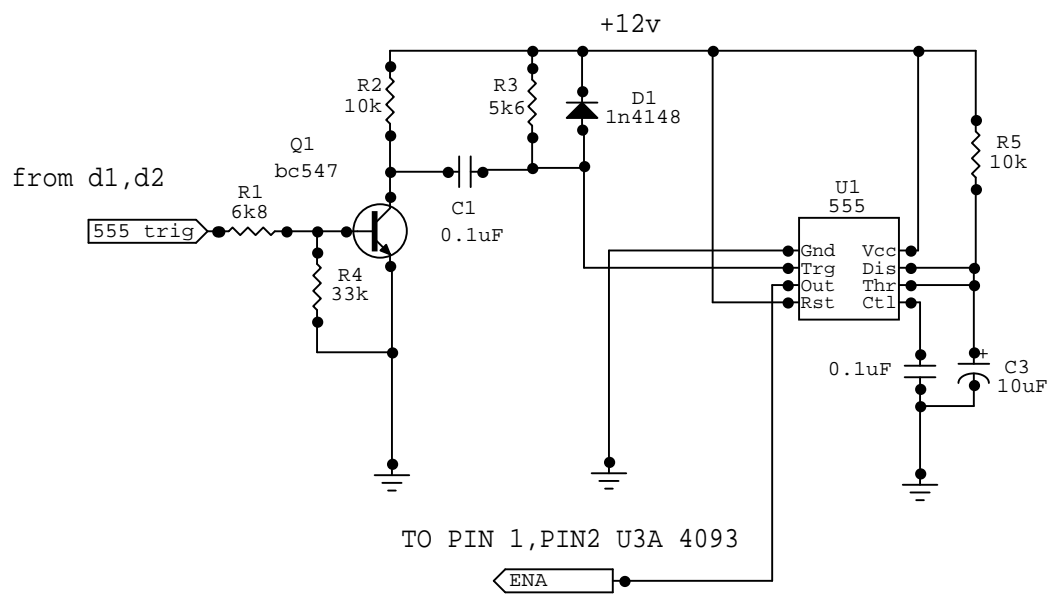 +12v
R2
10k
R3
5k6
D1
1n4148
Q1
bc547
R5
10k
from d1,d2
R1
6k8
C1
0.1uF
U1
555
555 trig
R4
33k
Gnd Vcc
Trg Dis
Out Thr
Rst Ctl
0.1uF
+
C3
10uF
TO PIN 1,PIN2 U3A 4093
ENA